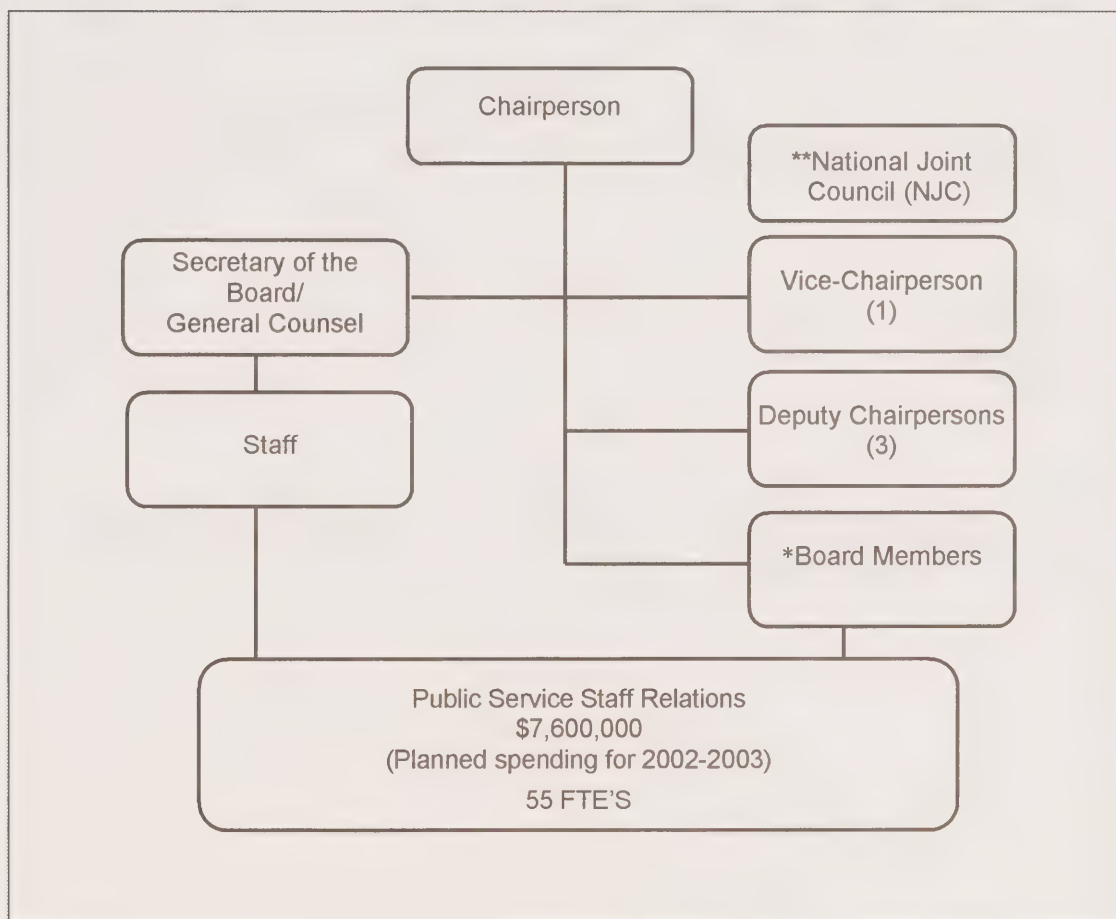 Chairperson
**National Joint
Council (NJC)
Secretary of the
Board/
General Counsel
Vice-Chairperson
(1)
Staff
Deputy Chairpersons
(3)
*Board Members
Public Service Staff Relations
$7,600,000
(Planned spending for 2002-2003)
55 FTE'S